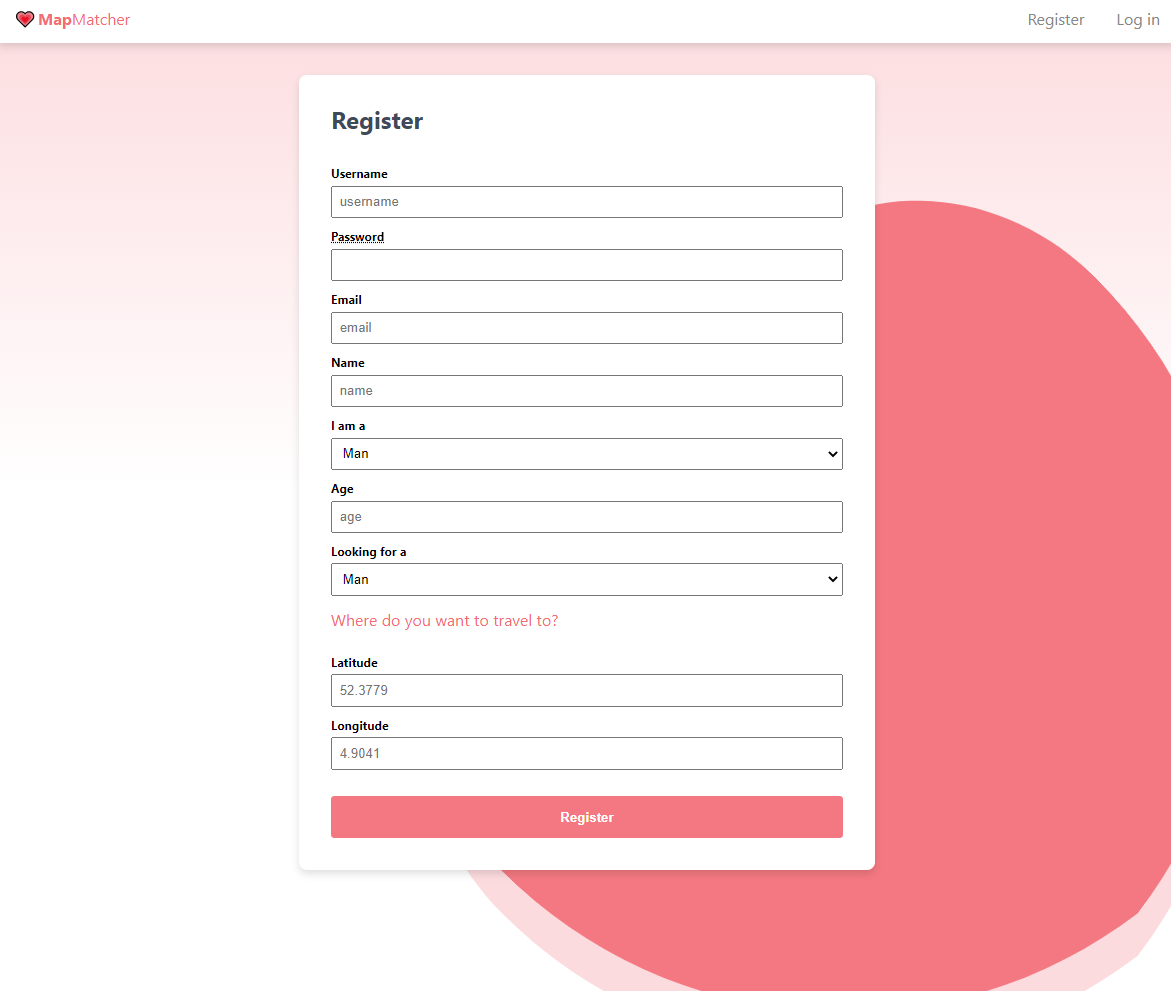 MapMatcher
Register
Log in
Register
Username
username
Password
Email
email
Name
name
I am a
Man
Age
age
Looking for a
Man
Where do you want to travel to?
Latitude
52.3779
Longitude
4.9041
Register